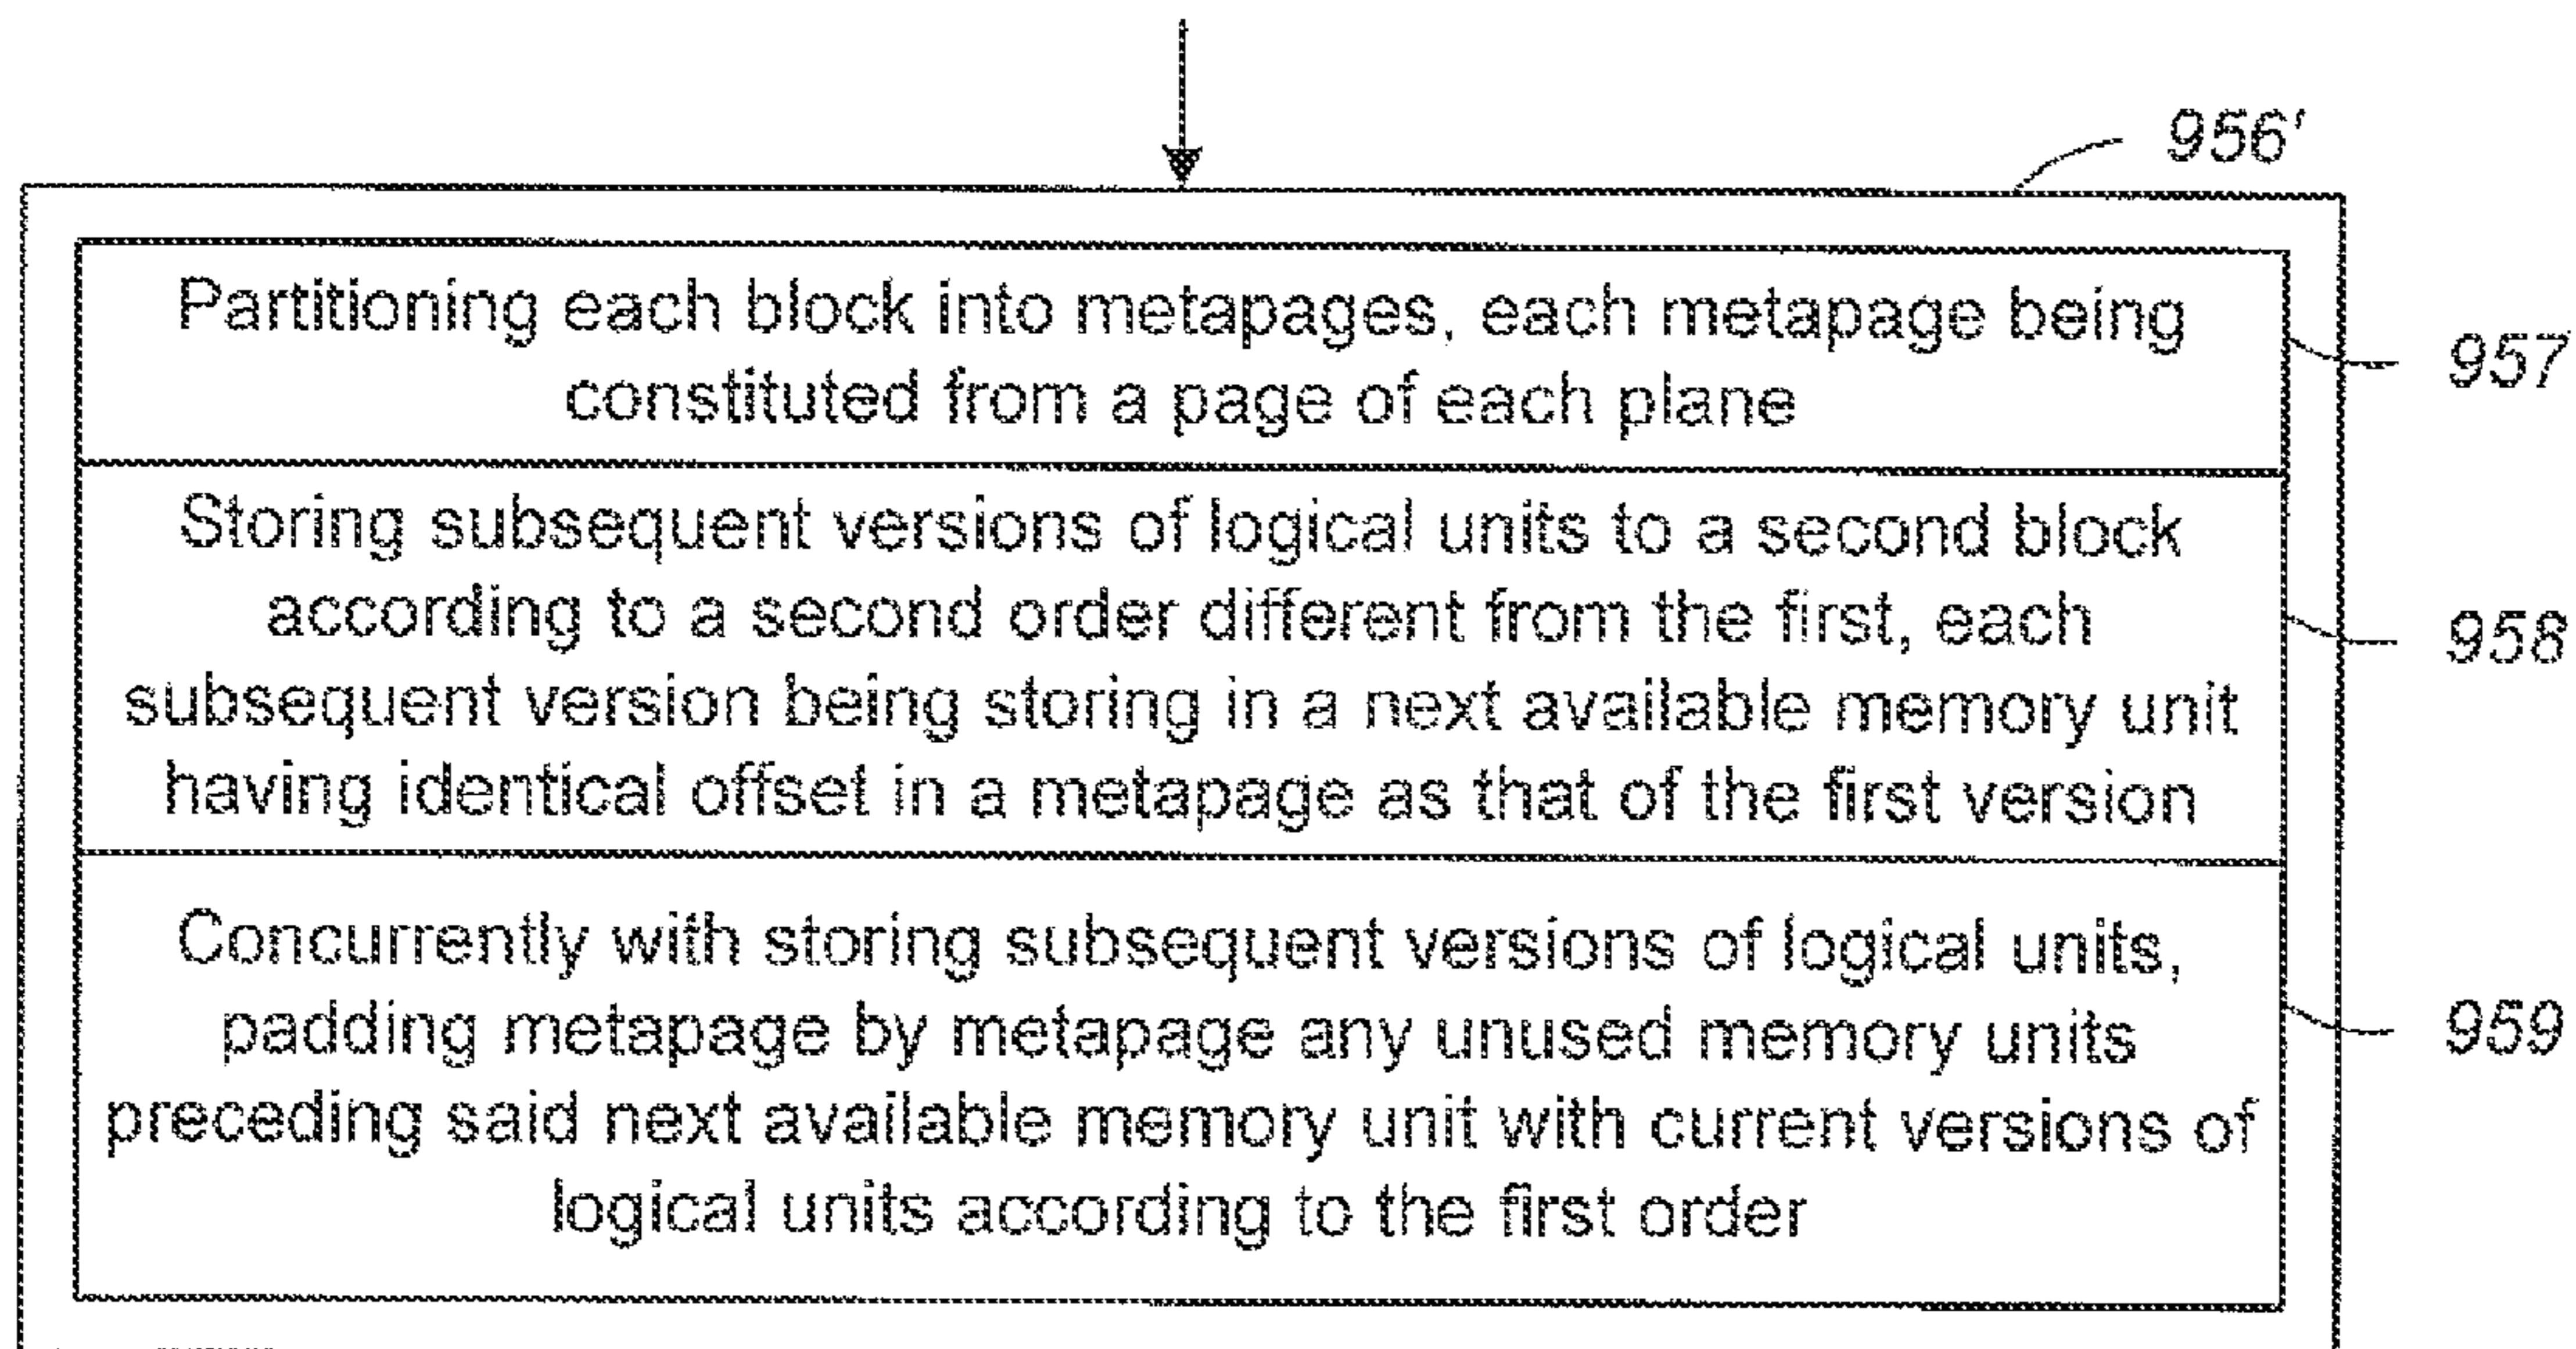 956'
Partitioning each block into metapages, each metapage being
constituted from a page of each plane
957
Storing subsequent versions of logical units to a second block
according to a second order different from the first, each
subsequent version being storing in a next available memory unit
having identical offset in a metapage as that of the first version
958
Concurrently with storing subsequent versions of logical units,
padding metapage by metapage any unused memory units
preceding said next available memory unit with current versions of
logical units according to the first order
959